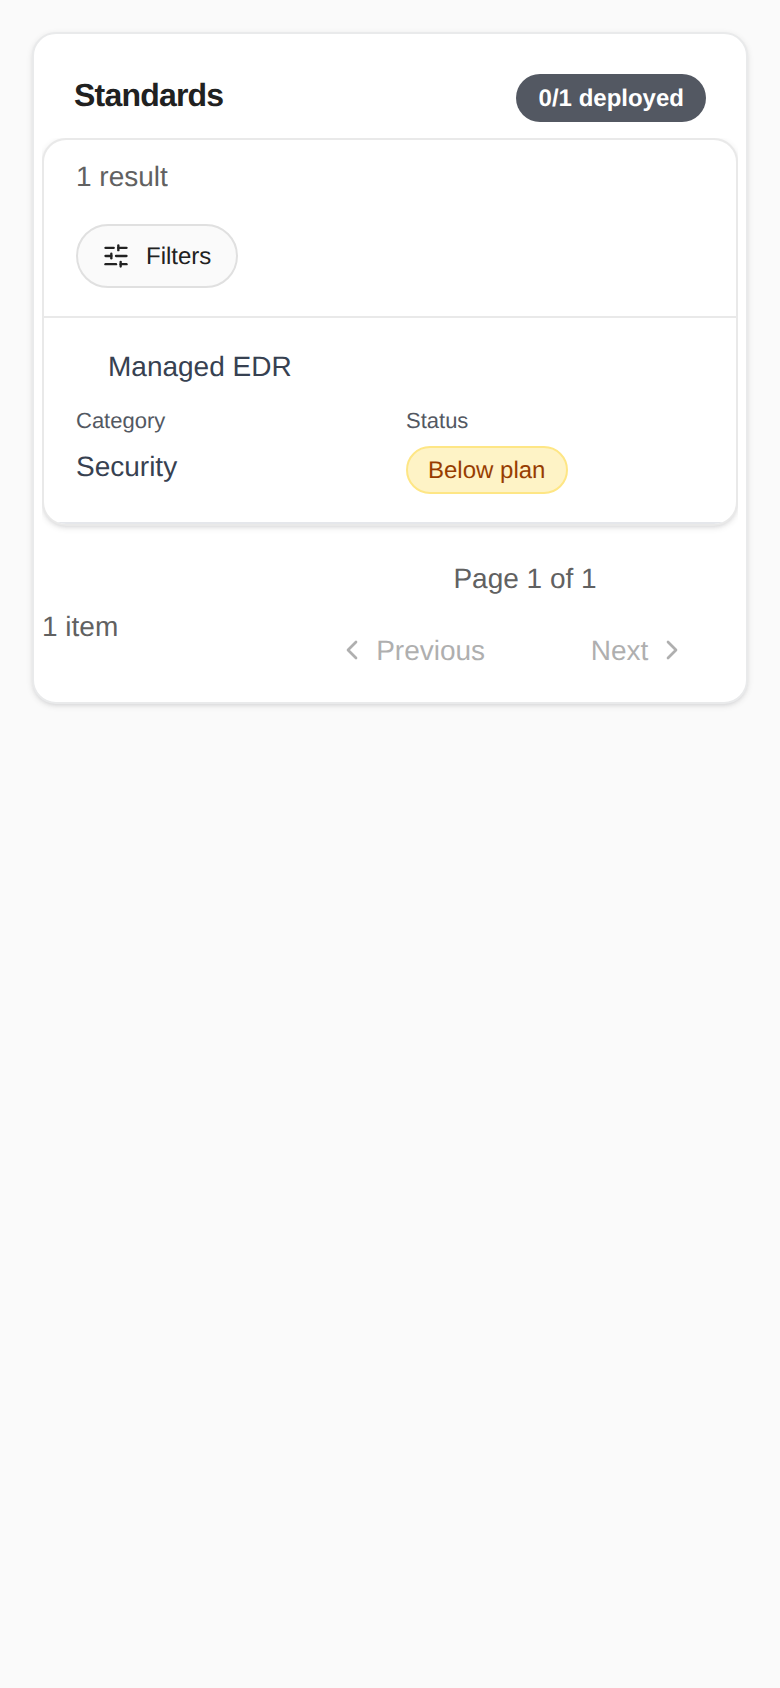 Standards
0/1 deployed
1 result
Filters
Managed EDR
Category
Status
Security
Below plan
Page 1 of 1
1 item
Previous
Next